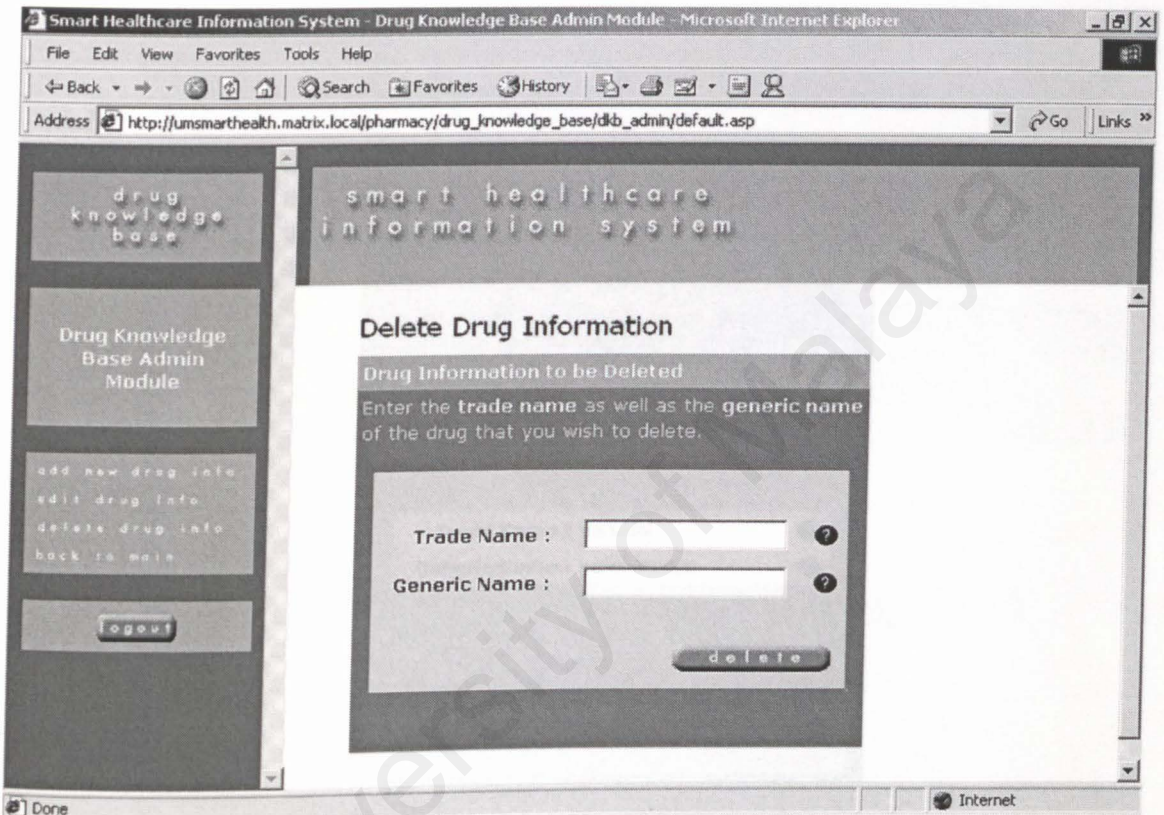 Smart Healthcare Information System - Drug Knowledge Base Admin Module - Microsoft Internet Explorer
File Edit View Favorites Tools Help
Back Search Favorites History
Address http://umsmarthealth.matrix.local/pharmacy/drug_knowledge_base/dkb_admin/default.asp Go Links »
drug
knowledge
base
smart healthcare
information system
Drug Knowledge
Base Admin
Module
add new drug info
edit drug info
delete drug info
back to main
logout
Delete Drug Information
Drug Information to be Deleted
Enter the trade name as well as the generic name
of the drug that you wish to delete.
Trade Name : ?
Generic Name : ?
delete
Done Internet
University of Malaya